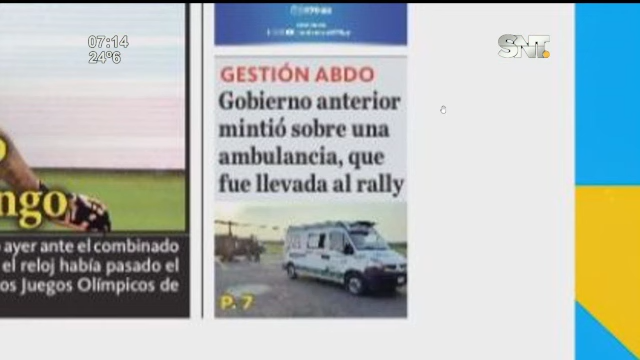 07:14
24°6
SNT
GESTIÓN ABDO
Gobierno anterior
mintió sobre una
ambulancia, que
fue llevada al rally
P. 7
ngo
ayer ante el combinado
el reloj había pasado el
os Juegos Olímpicos de